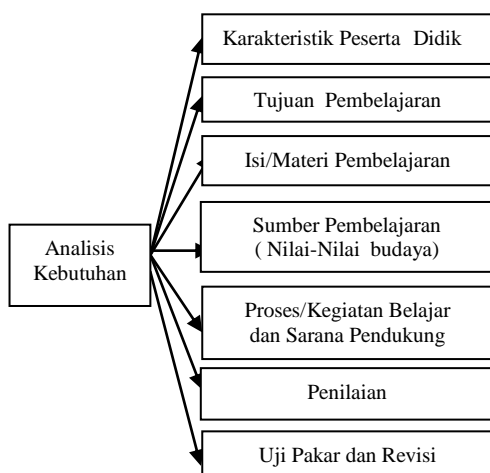 Karakteristik Peserta Didik
Tujuan Pembelajaran
Isi/Materi Pembelajaran
Analisis
Kebutuhan
Sumber Pembelajaran
( Nilai-Nilai budaya)
Proses/Kegiatan Belajar
dan Sarana Pendukung
Penilaian
Uji Pakar dan Revisi